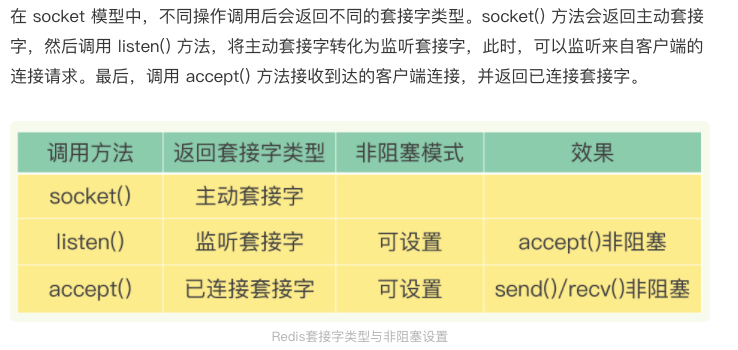 在 socket 模型中，不同操作调用后会返回不同的套接字类型。socket() 方法会返回主动套接
字，然后调用 listen() 方法，将主动套接字转化为监听套接字，此时，可以监听来自客户端的
连接请求。最后，调用 accept() 方法接收到达的客户端连接，并返回已连接套接字。
调用方法 返回套接字类型 非阻塞模式 效果
socket() 主动套接字
listen() 监听套接字 可设置 accept()非阻塞
accept() 已连接套接字 可设置 send()/recv()非阻塞
Redis套接字类型与非阻塞设置